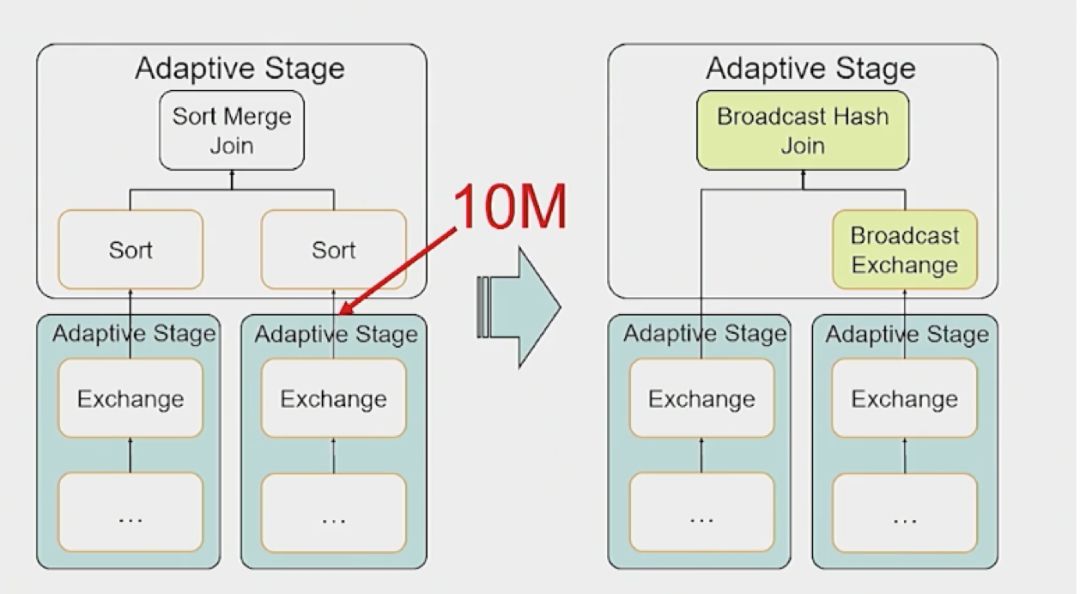 Adaptive Stage
Sort Merge
Join
Sort
Sort
10M
Adaptive Stage
Exchange
...
Adaptive Stage
Exchange
...
Adaptive Stage
Broadcast Hash
Join
Broadcast
Exchange
Adaptive Stage
Exchange
...
Adaptive Stage
Exchange
...